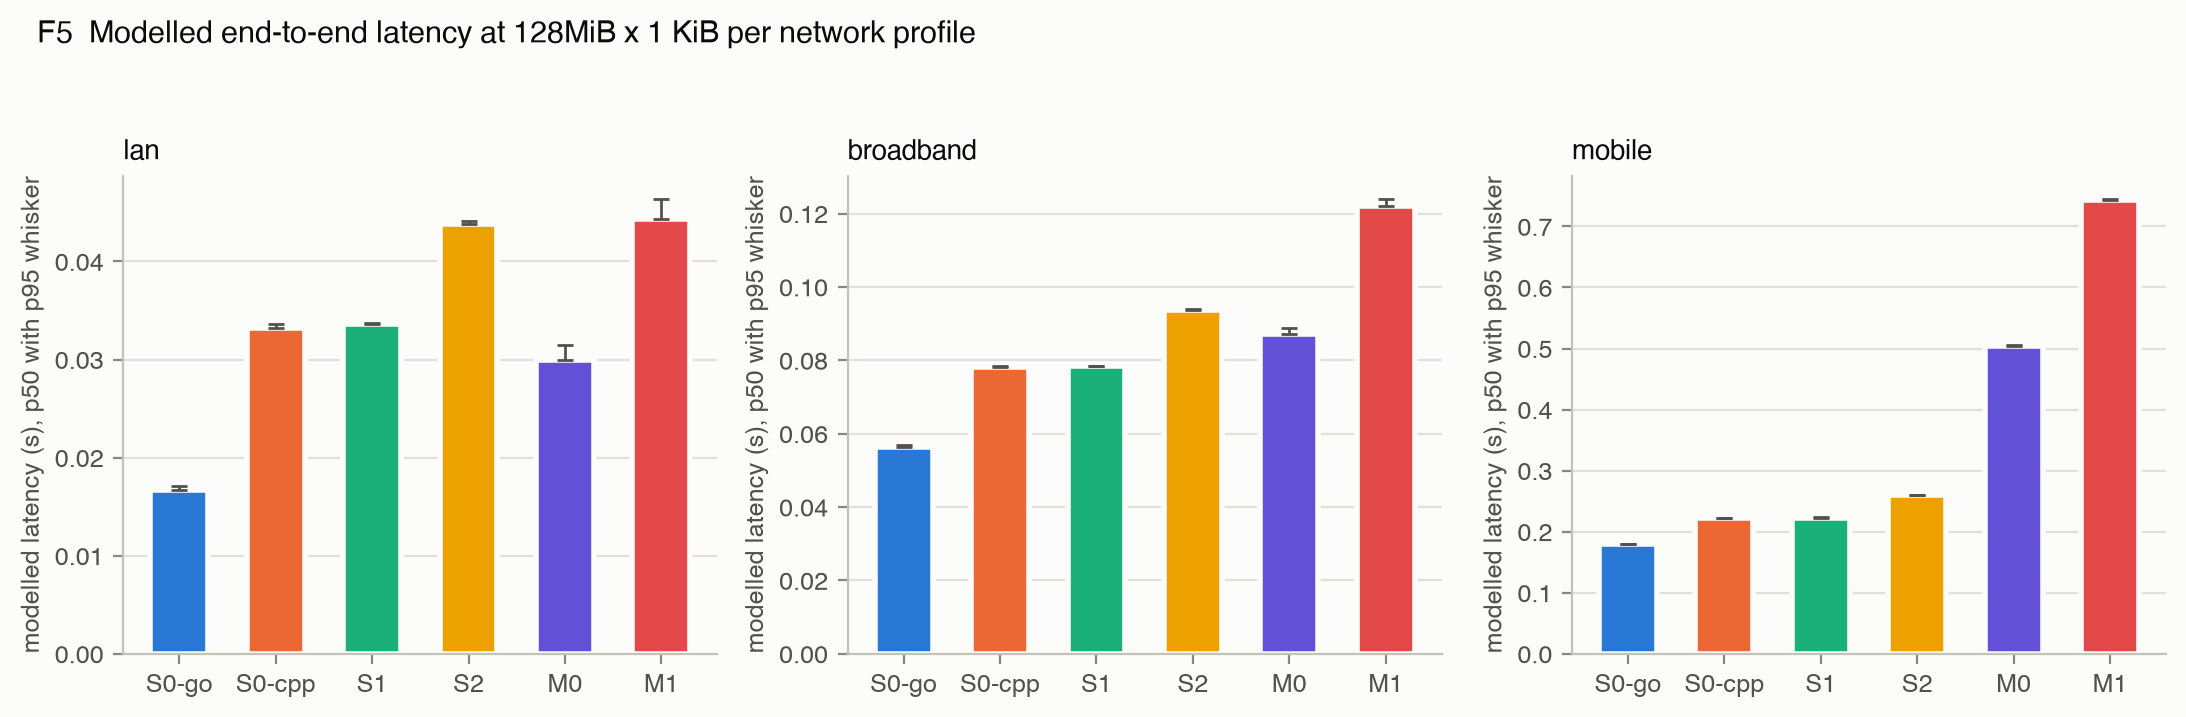 F5 Modelled end-to-end latency at 128MiB x 1 KiB per network profile
lan
modelled latency (s), p50 with p95 whisker
0.04
0.03
0.02
0.01
0.00
S0-go S0-cpp S1 S2 M0 M1
broadband
modelled latency (s), p50 with p95 whisker
0.12
0.10
0.08
0.06
0.04
0.02
0.00
S0-go S0-cpp S1 S2 M0 M1
mobile
modelled latency (s), p50 with p95 whisker
0.7
0.6
0.5
0.4
0.3
0.2
0.1
0.0
S0-go S0-cpp S1 S2 M0 M1